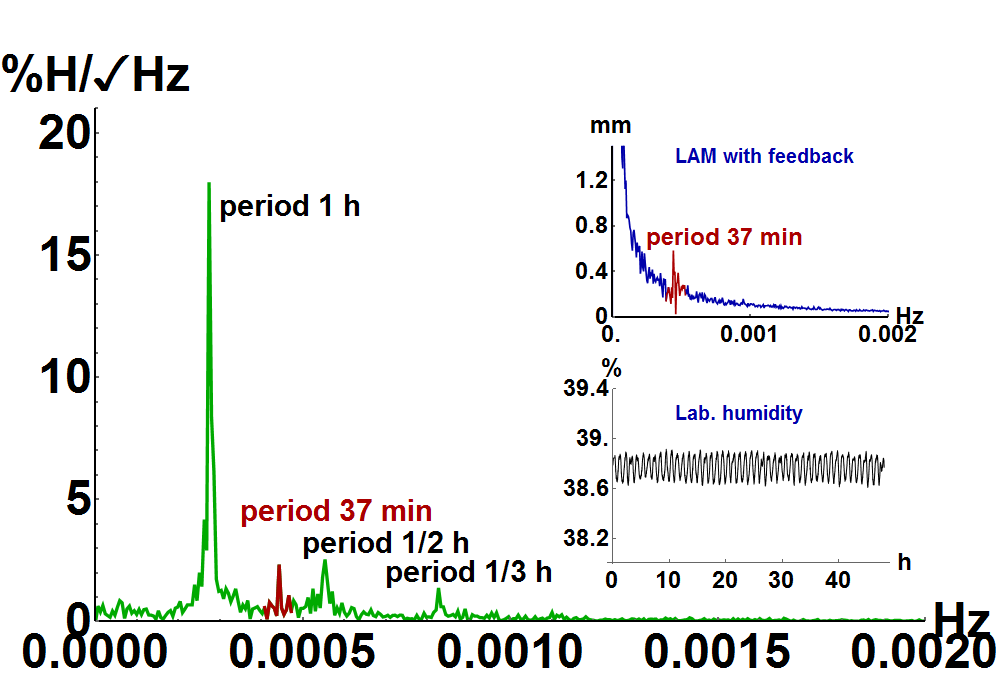 %H/✓Hz
20
15
10
5
0
0.0000
0.0005
0.0010
0.0015
0.0020
Hz
period 1 h
period 37 min
period 1/2 h
period 1/3 h
mm
LAM with feedback
1.2
0.8
0.4
0
period 37 min
0.
0.001
0.002
Hz
%
39.4
39.
38.6
38.2
Lab. humidity
0
10
20
30
40
h